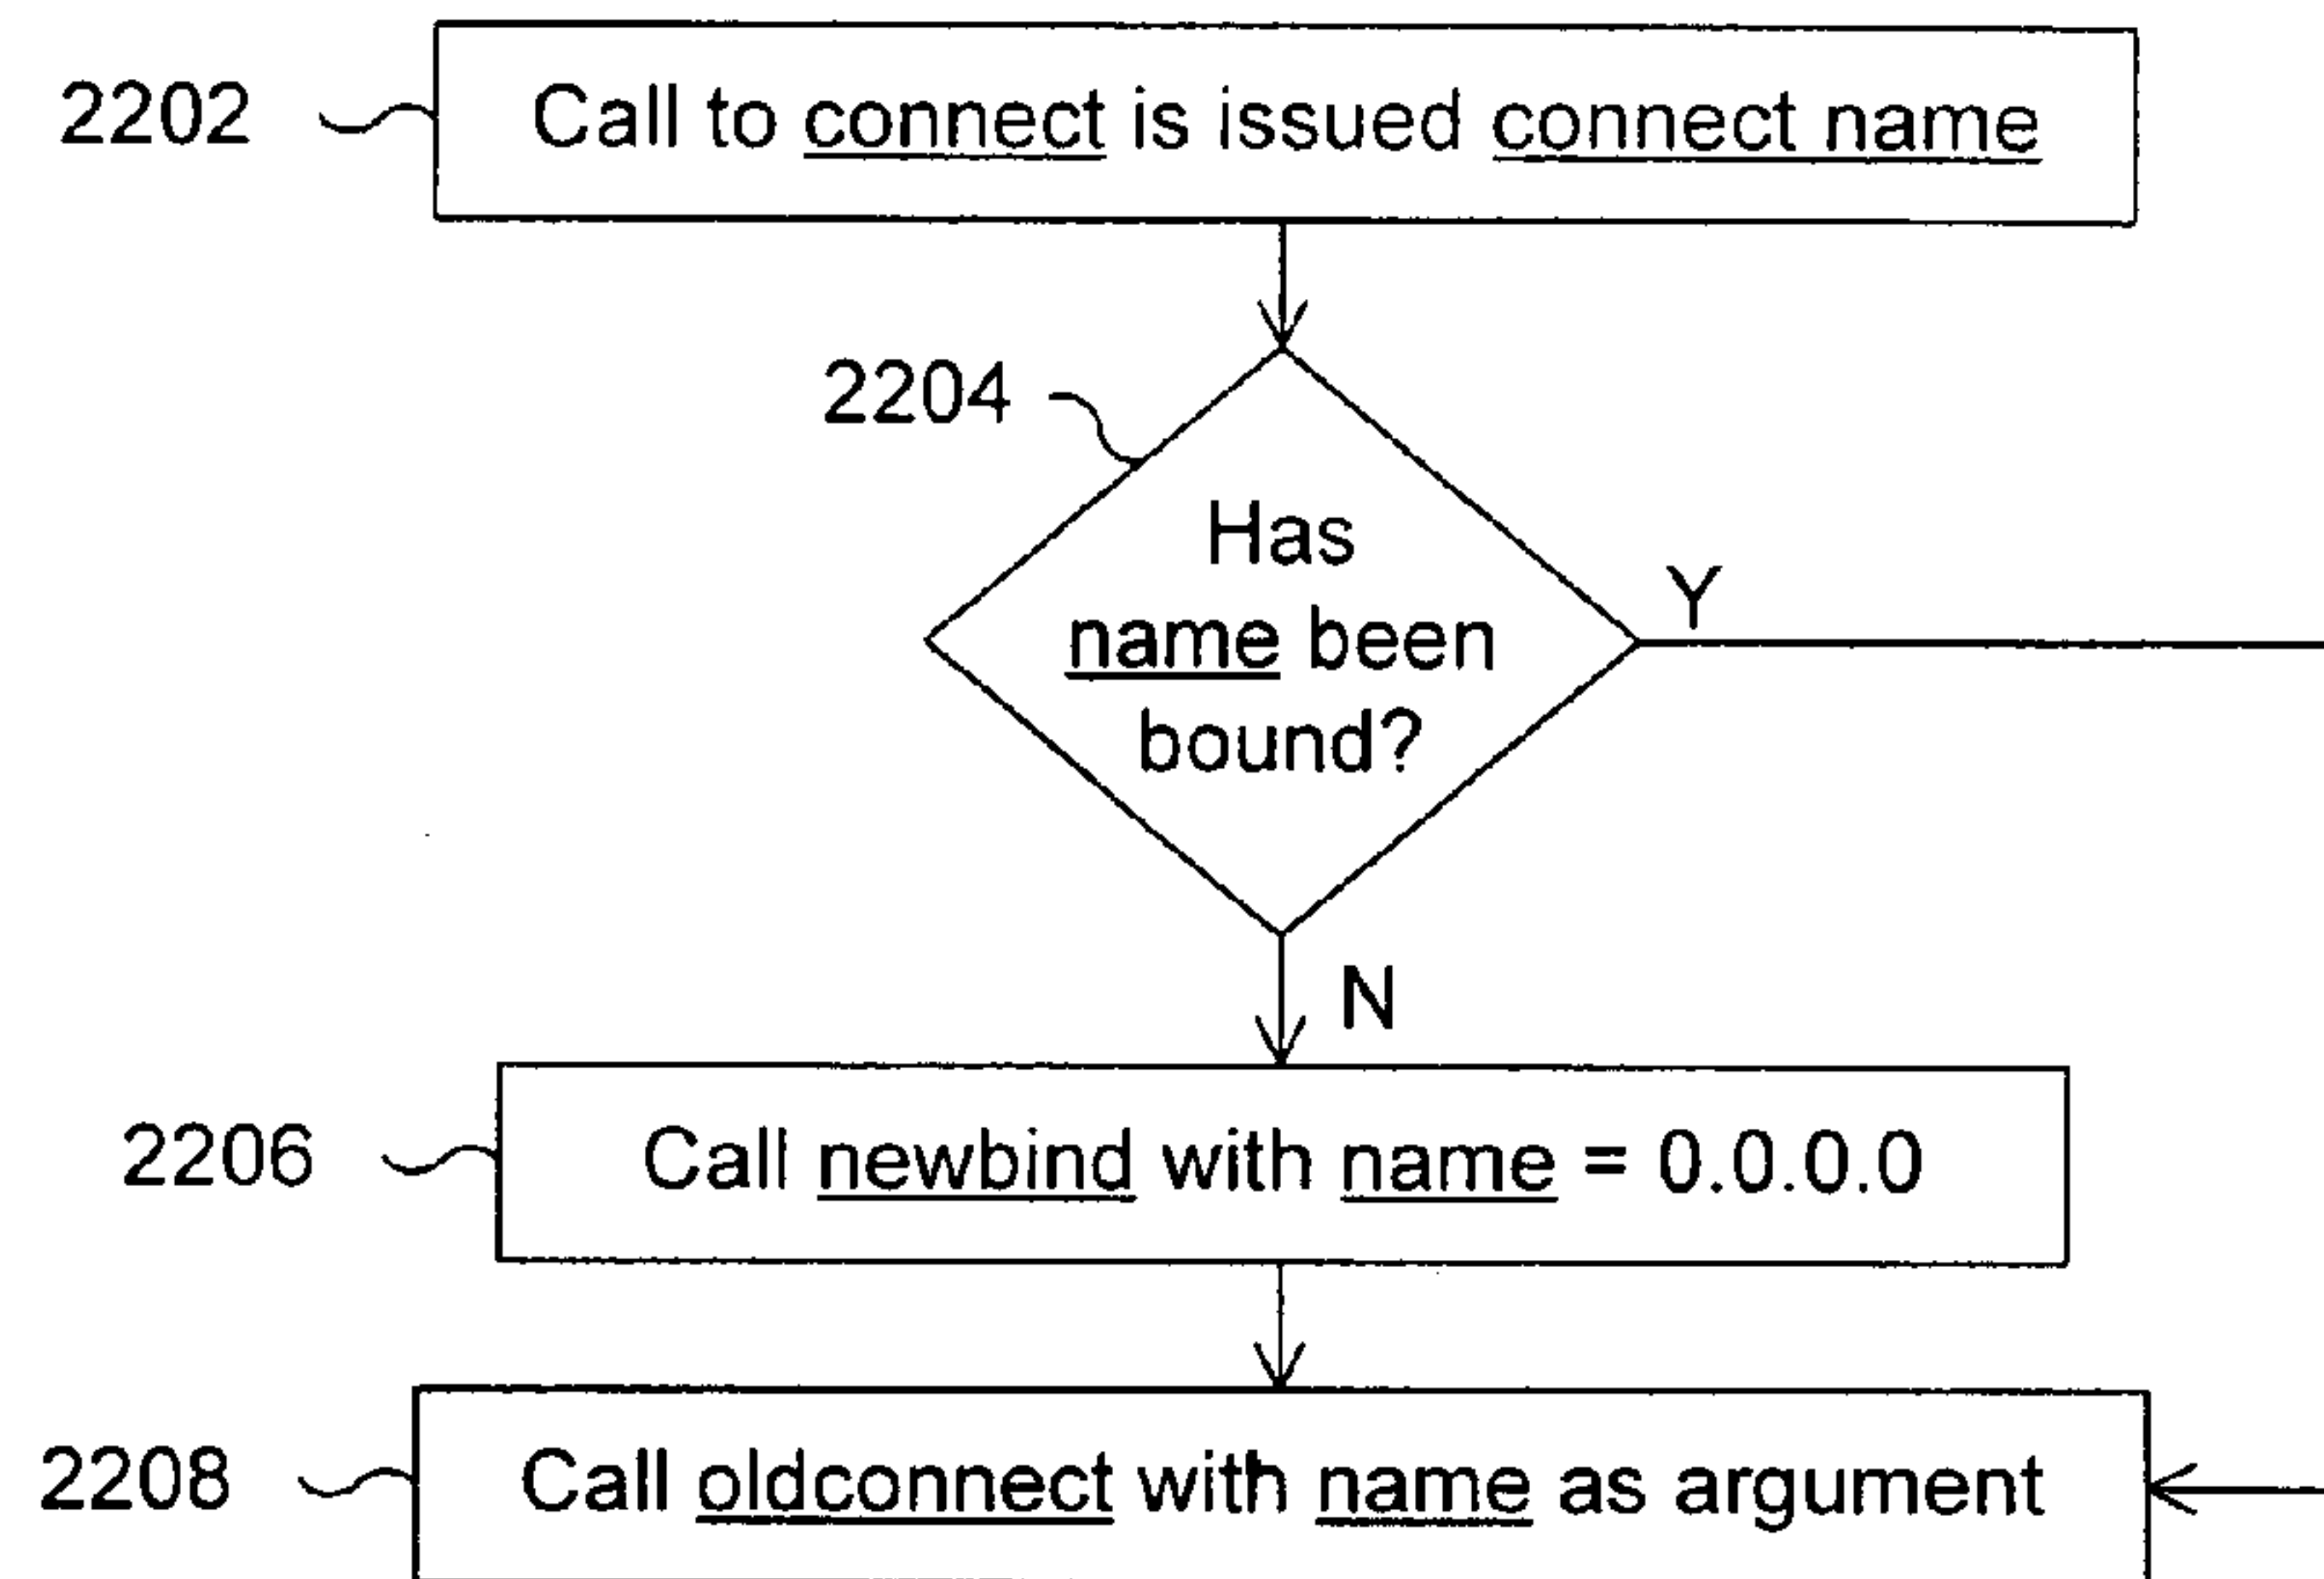 2202
Call to connect is issued connect name
2204
Has
name been
bound?
Y
N
2206
Call newbind with name = 0.0.0.0
2208
Call oldconnect with name as argument